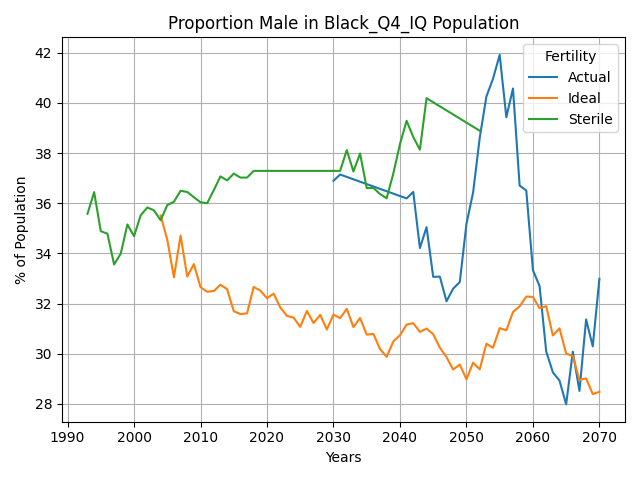 Proportion Male in Black_Q4_IQ Population
Fertility
Actual
Ideal
Sterile
% of Population
42
40
38
36
34
32
30
28
1990
2000
2010
2020
2030
2040
2050
2060
2070
Years